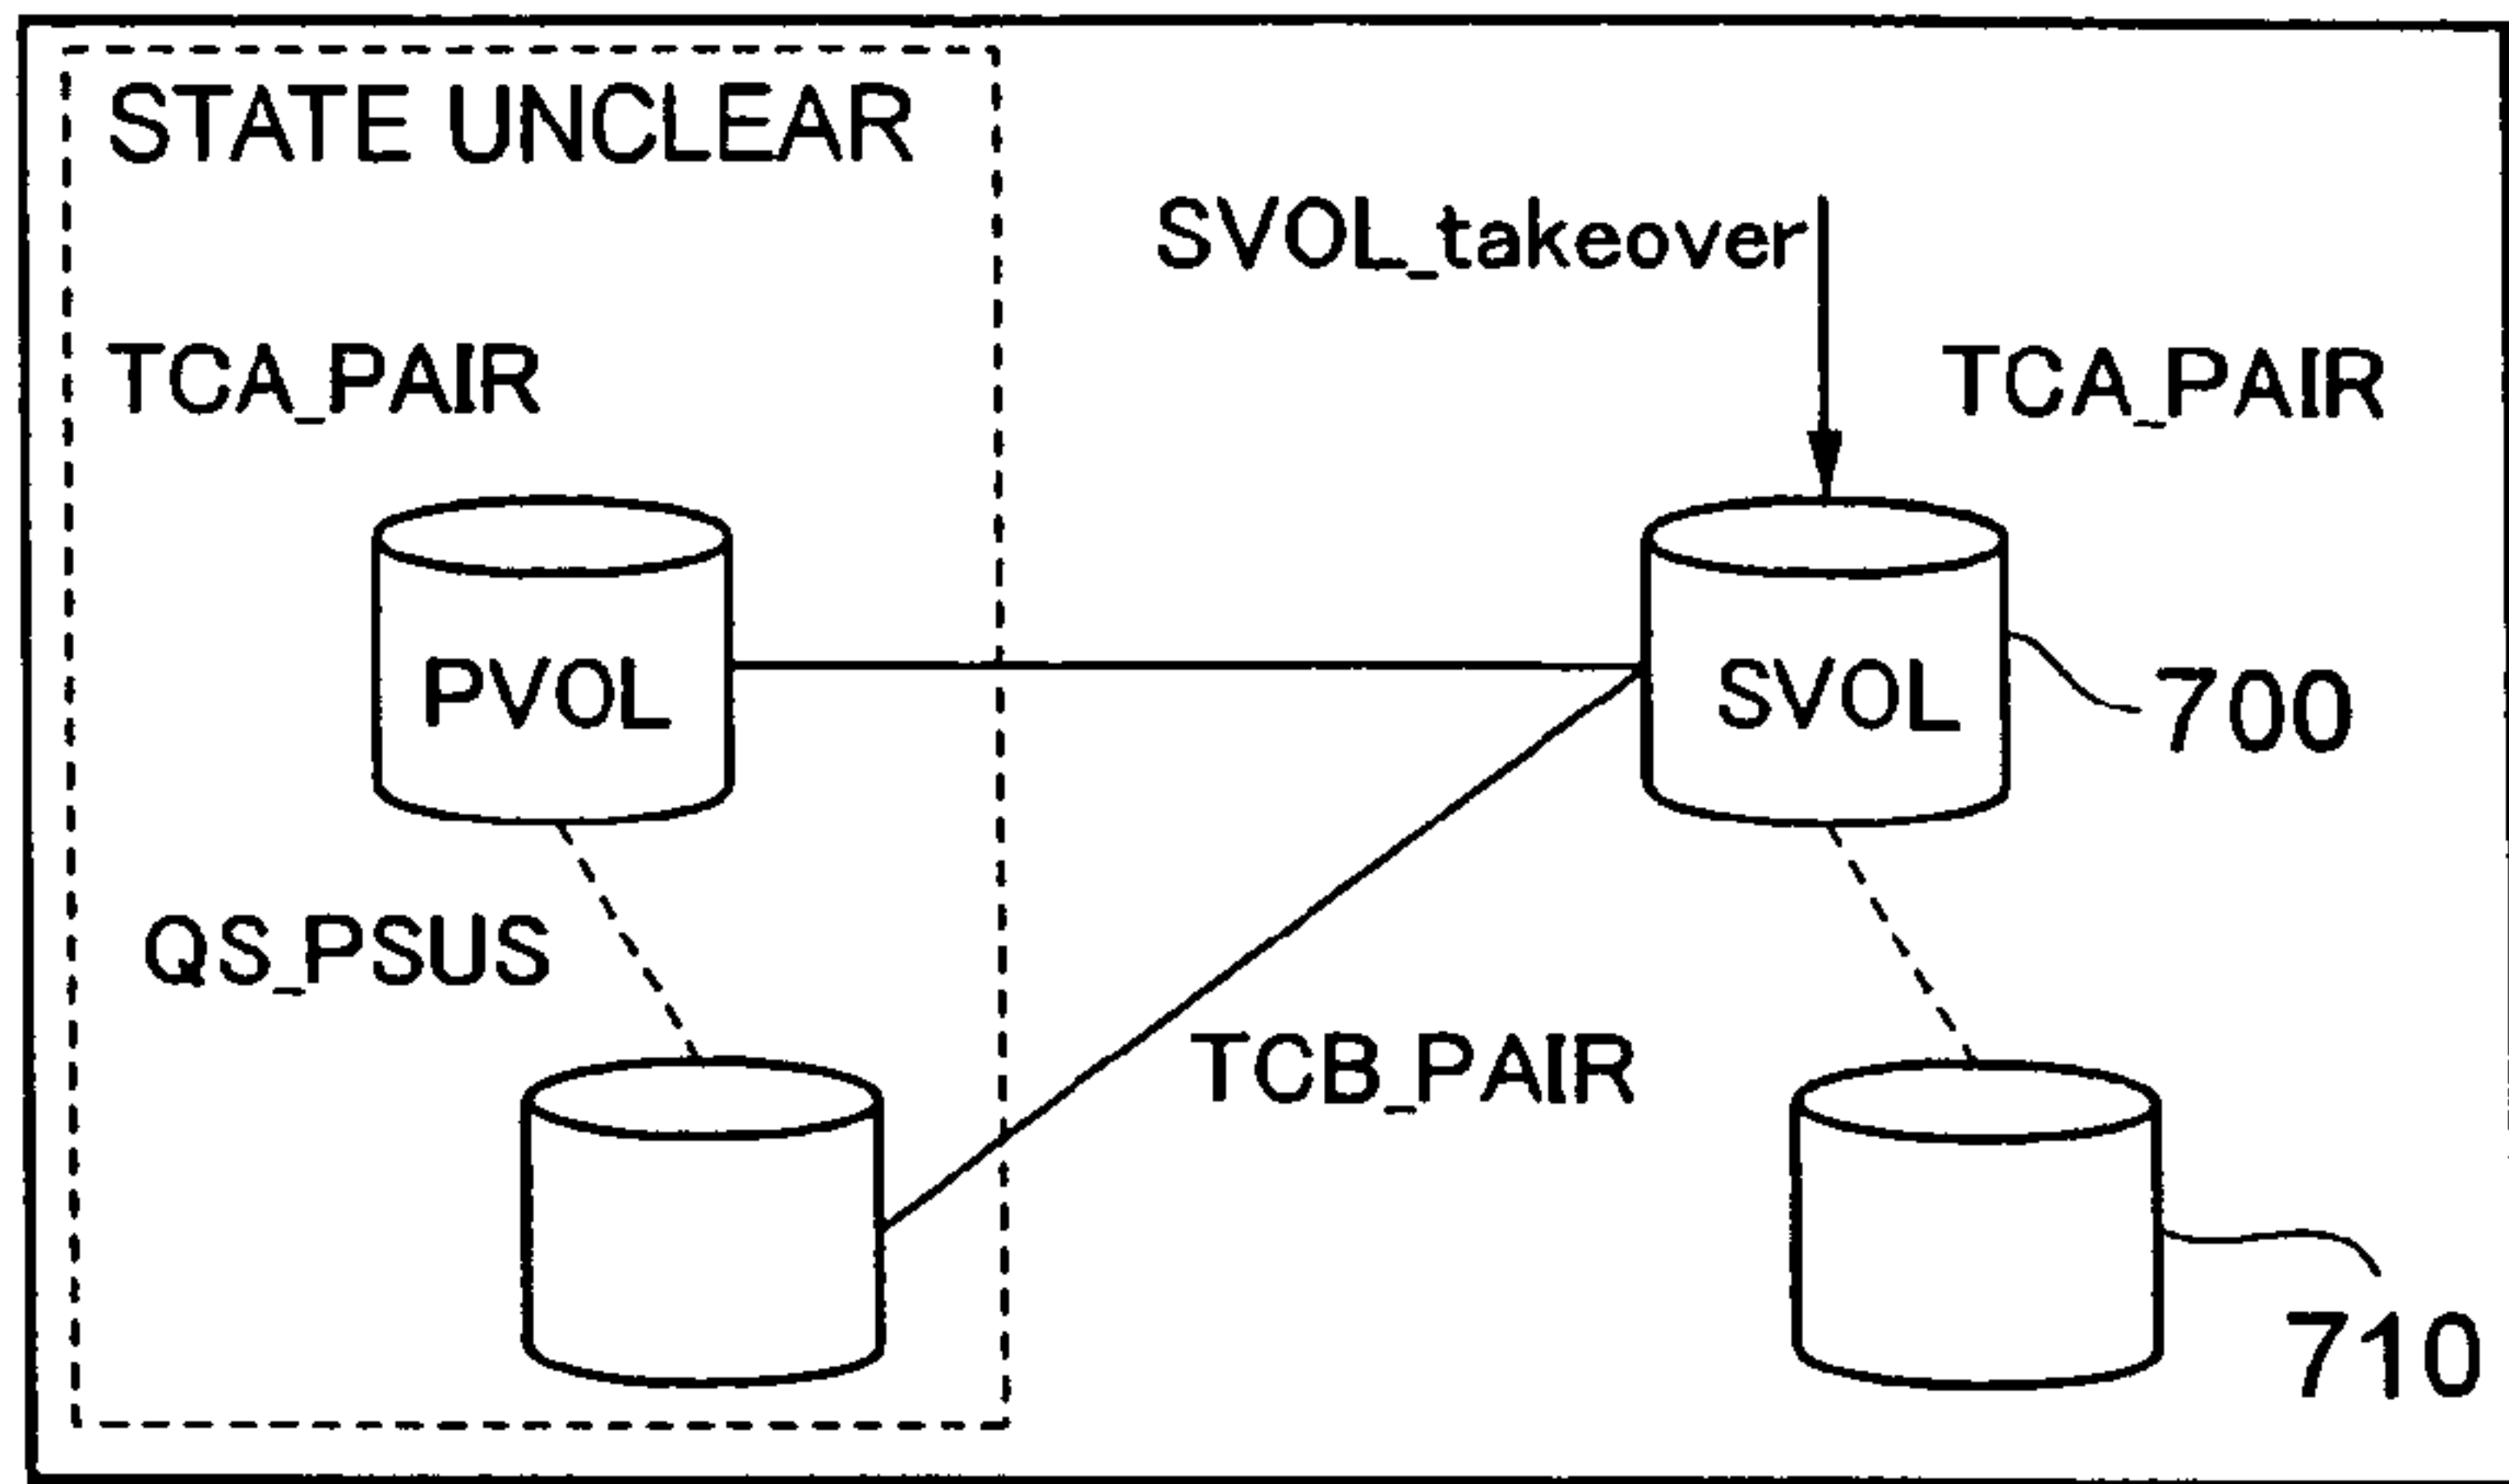 STATE UNCLEAR
SVOL_takeover
TCA_PAIR
TCA_PAIR
PVOL
SVOL
700
QS_PSUS
TCB_PAIR
710